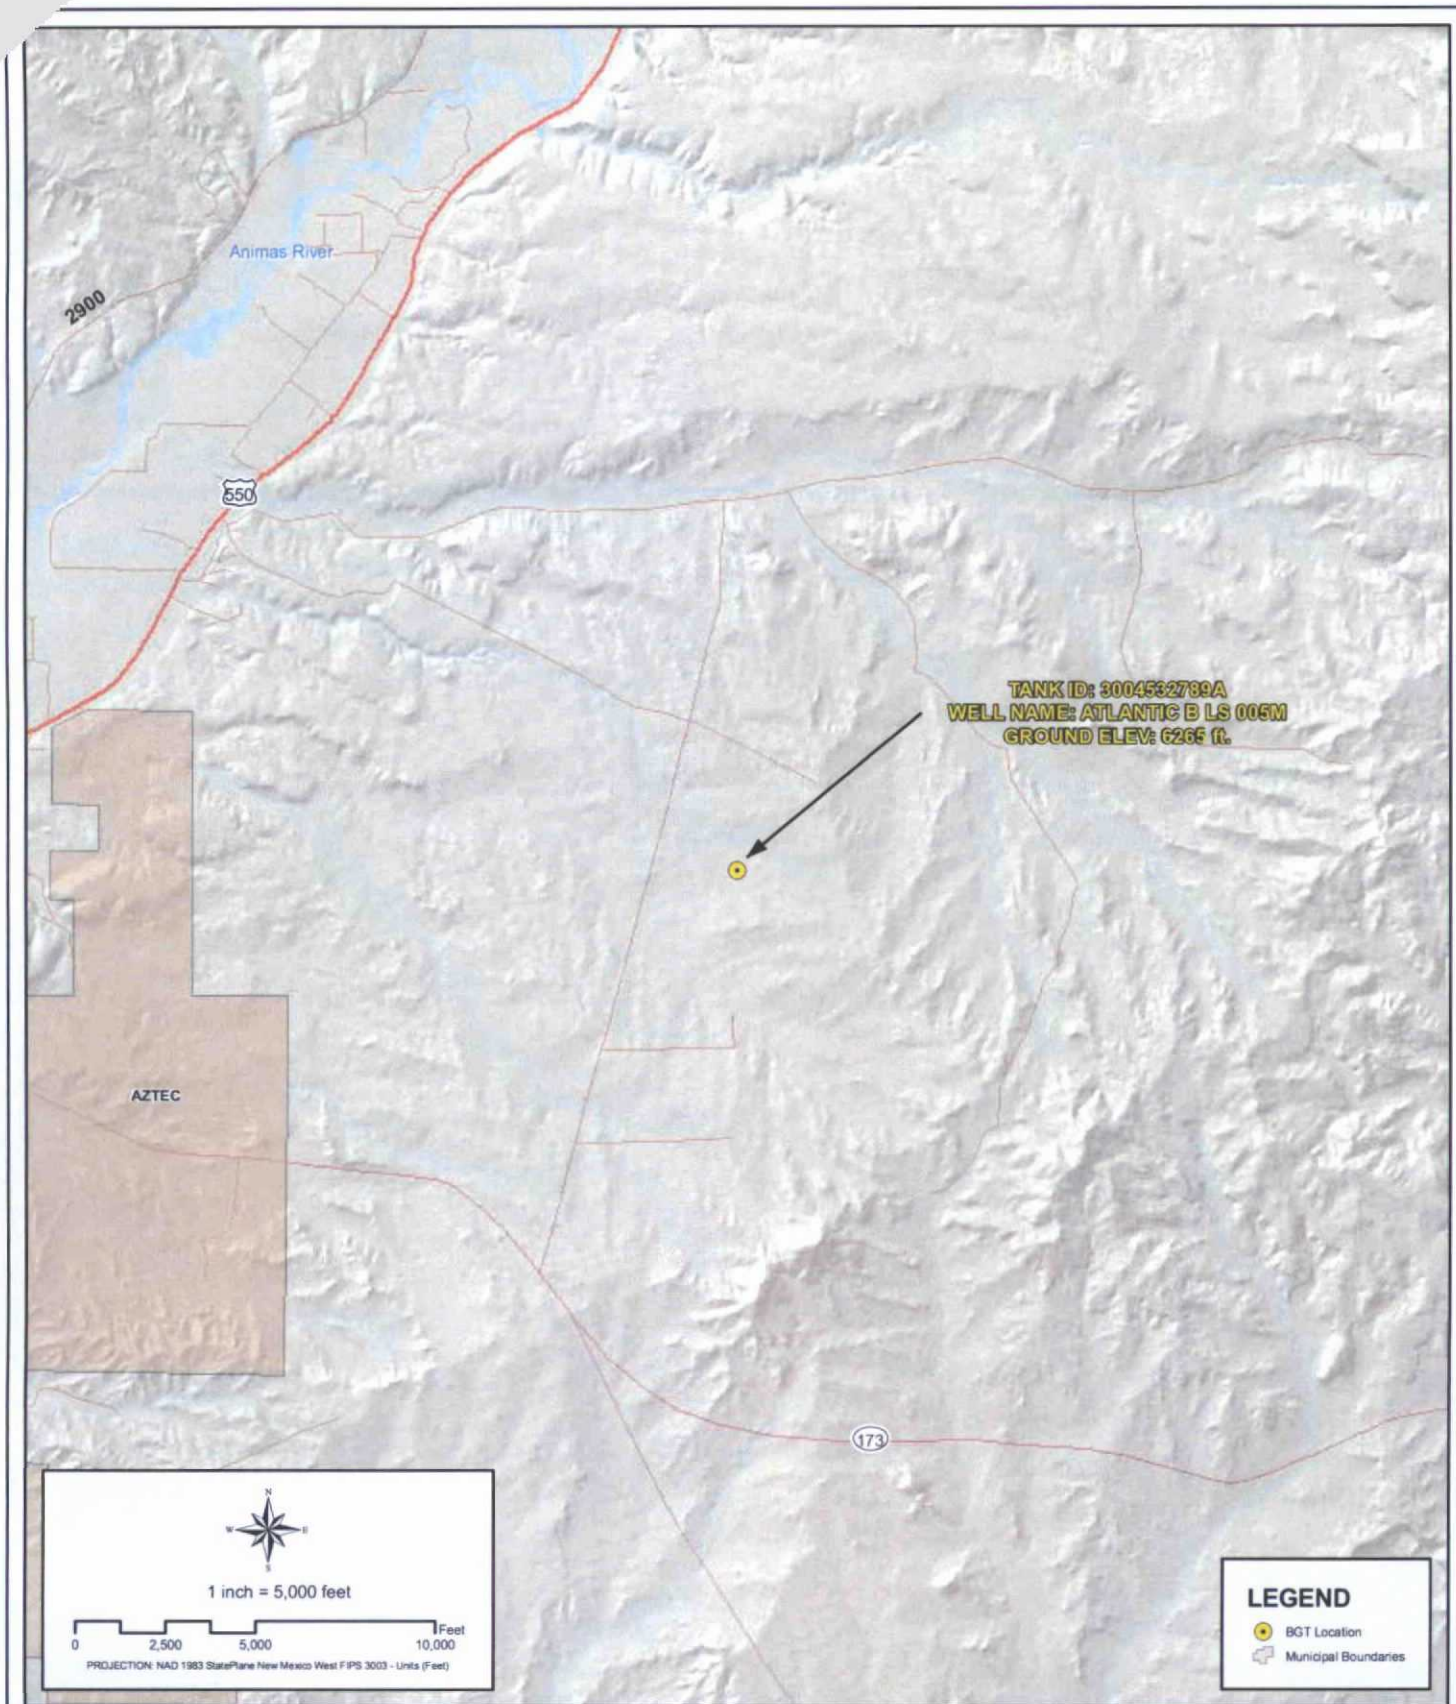 Animas River
2900
550
TANK ID: 3004532789A
WELL NAME: ATLANTIC B LS 005M
GROUND ELEV: 6265 ft.
AZTEC
173
N
W E
S
1 inch = 5,000 feet
Feet
0 2,500 5,000 10,000
PROJECTION: NAD 1983 StatePlane New Mexico West FIPS 3003 - Units (Feet)
LEGEND
BGT Location
Municipal Boundaries